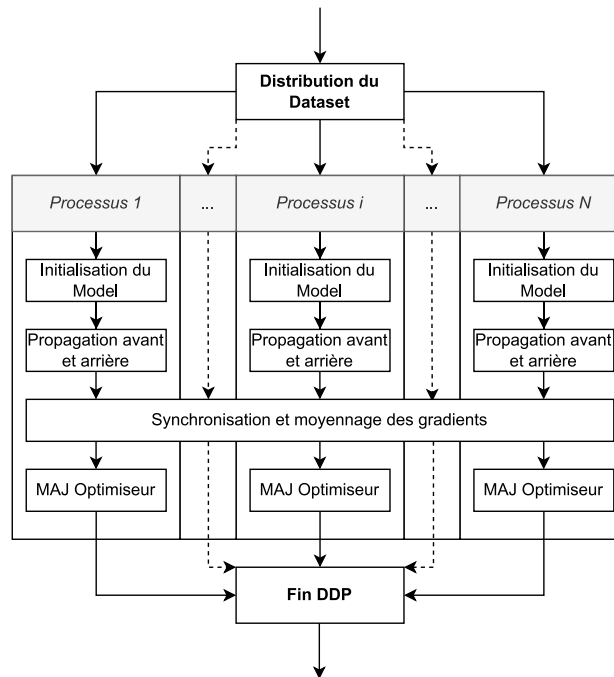 Distribution du
Dataset
Processus 1
...
Processus i
...
Processus N
Initialisation du
Model
Initialisation du
Model
Initialisation du
Model
Propagation avant
et arrière
Propagation avant
et arrière
Propagation avant
et arrière
Synchronisation et moyennage des gradients
MAJ Optimiseur
MAJ Optimiseur
MAJ Optimiseur
Fin DDP